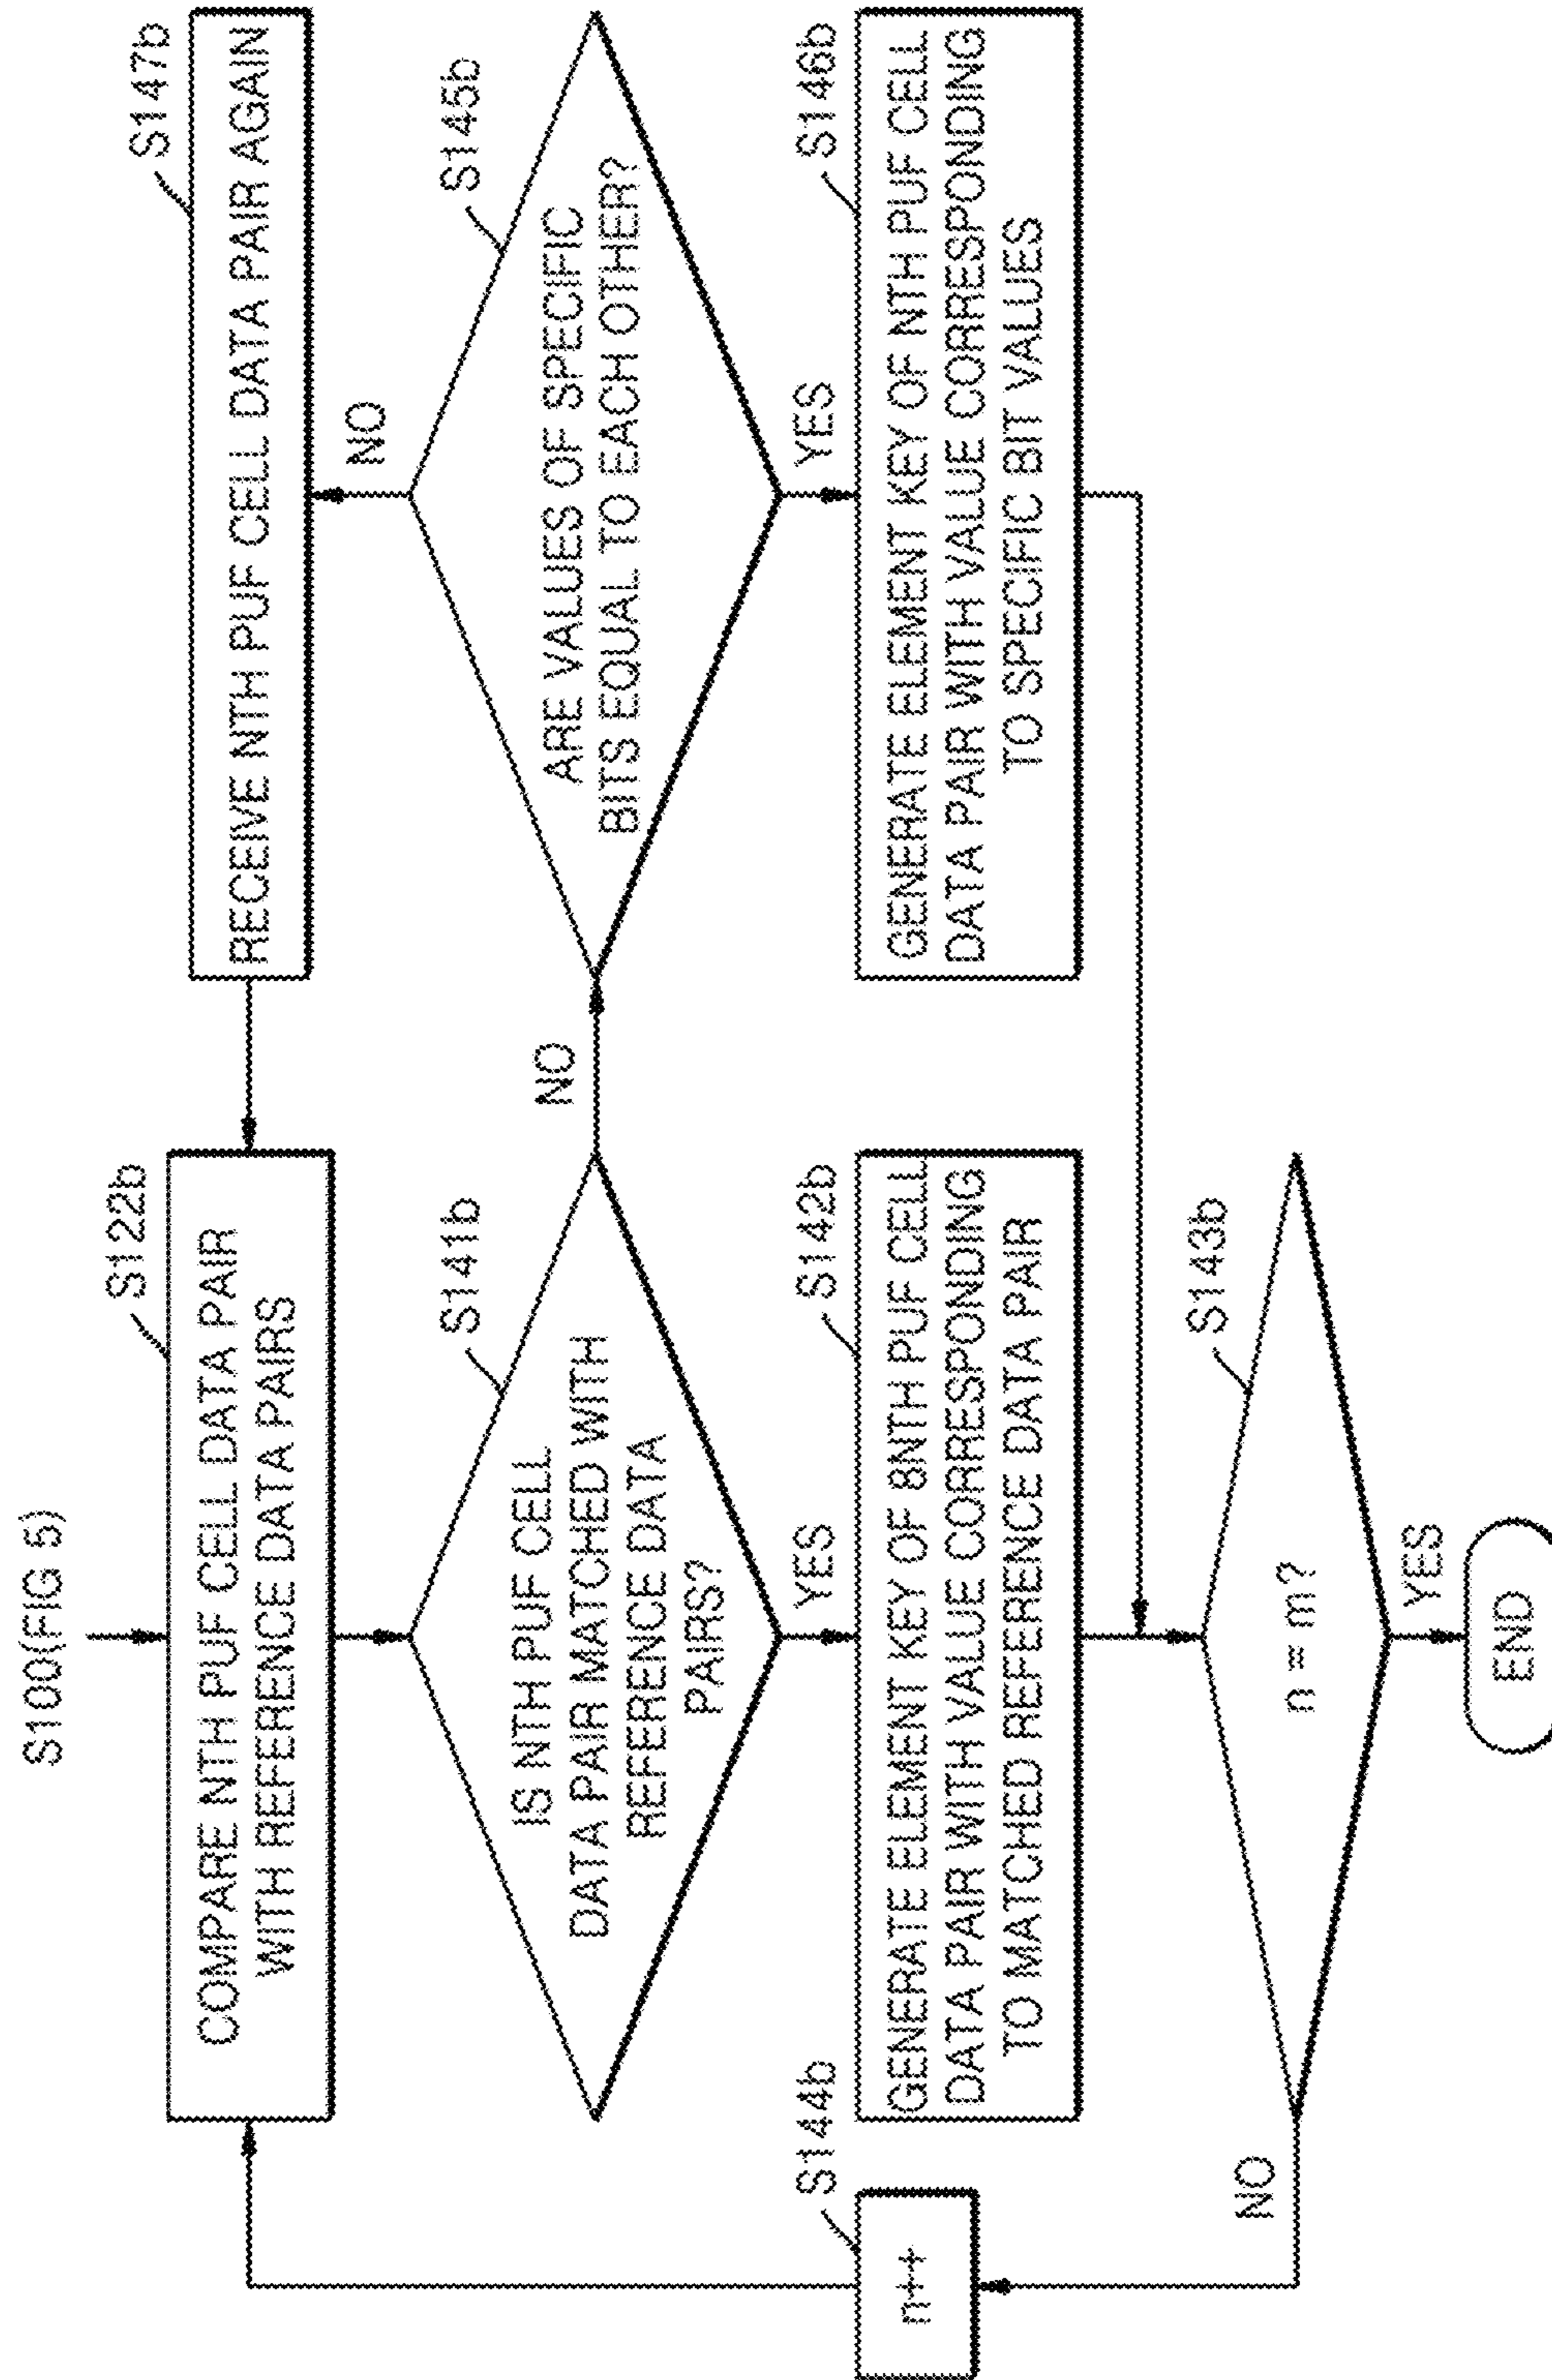 S100(FIG 5)
S122b
COMPARE NTH PUF CELL DATA PAIR
WITH REFERENCE DATA PAIRS
S147b
RECEIVE NTH PUF CELL DATA PAIR AGAIN
S141b
IS NTH PUF CELL
DATA PAIR MATCHED WITH
REFERENCE DATA
PAIRS?
NO
S145b
ARE VALUES OF SPECIFIC
BITS EQUAL TO EACH OTHER?
NO
YES
YES
S144b
n++
S142b
GENERATE ELEMENT KEY OF 8NTH PUF CELL
DATA PAIR WITH VALUE CORRESPONDING
TO MATCHED REFERENCE DATA PAIR
S146b
GENERATE ELEMENT KEY OF NTH PUF CELL
DATA PAIR WITH VALUE CORRESPONDING
TO SPECIFIC BIT VALUES
S143b
n = m?
NO
YES
END